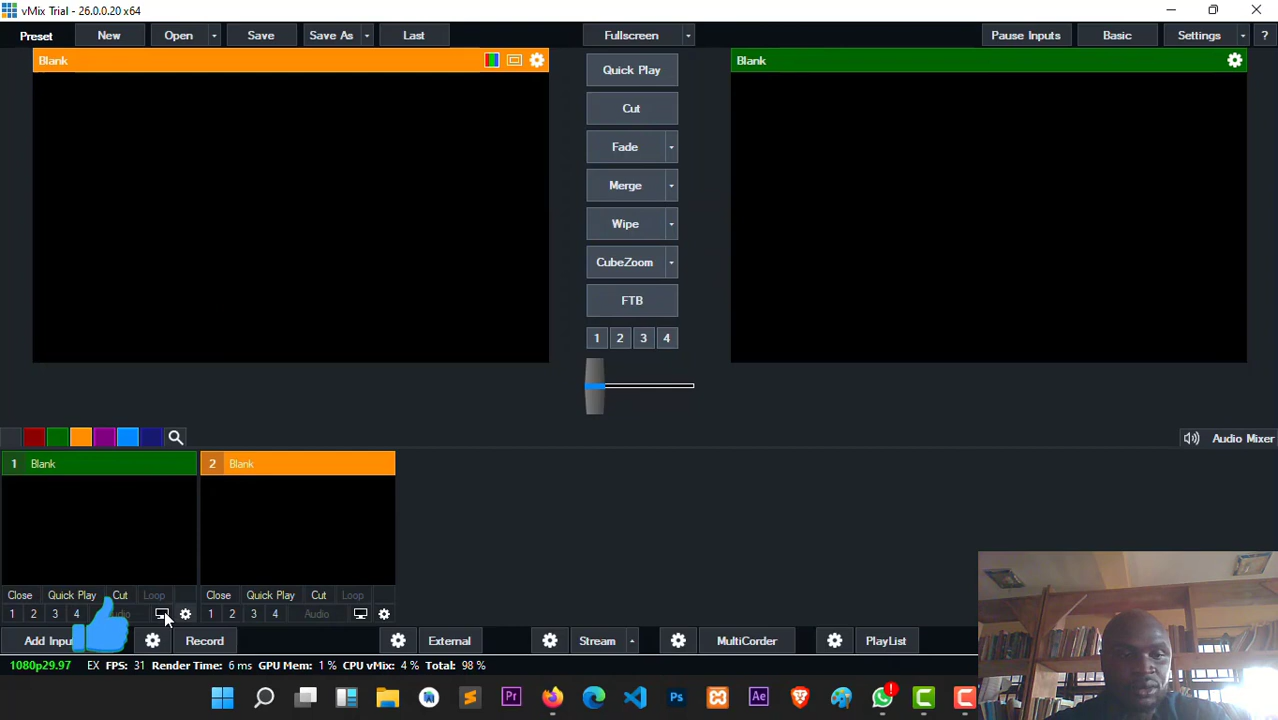 vMix Trial - 26.0.0.20 x64
Preset New Open Save Save As Last Fullscreen Pause Inputs Basic Settings ?
Blank
Blank
Quick Play
Cut
Fade
Merge
Wipe
CubeZoom
FTB
1 2 3 4
Audio Mixer
1 Blank
2 Blank
Close Quick Play Cut Loop
Close Quick Play Cut Loop
1 2 3 4
1 2 3 4 Audio
Add Inpu Record External Stream MultiCorder PlayList
1080p29.97 EX FPS: 31 Render Time: 6 ms GPU Mem: 1 % CPU vMix: 4 % Total: 98 %
Pr Ps Ae